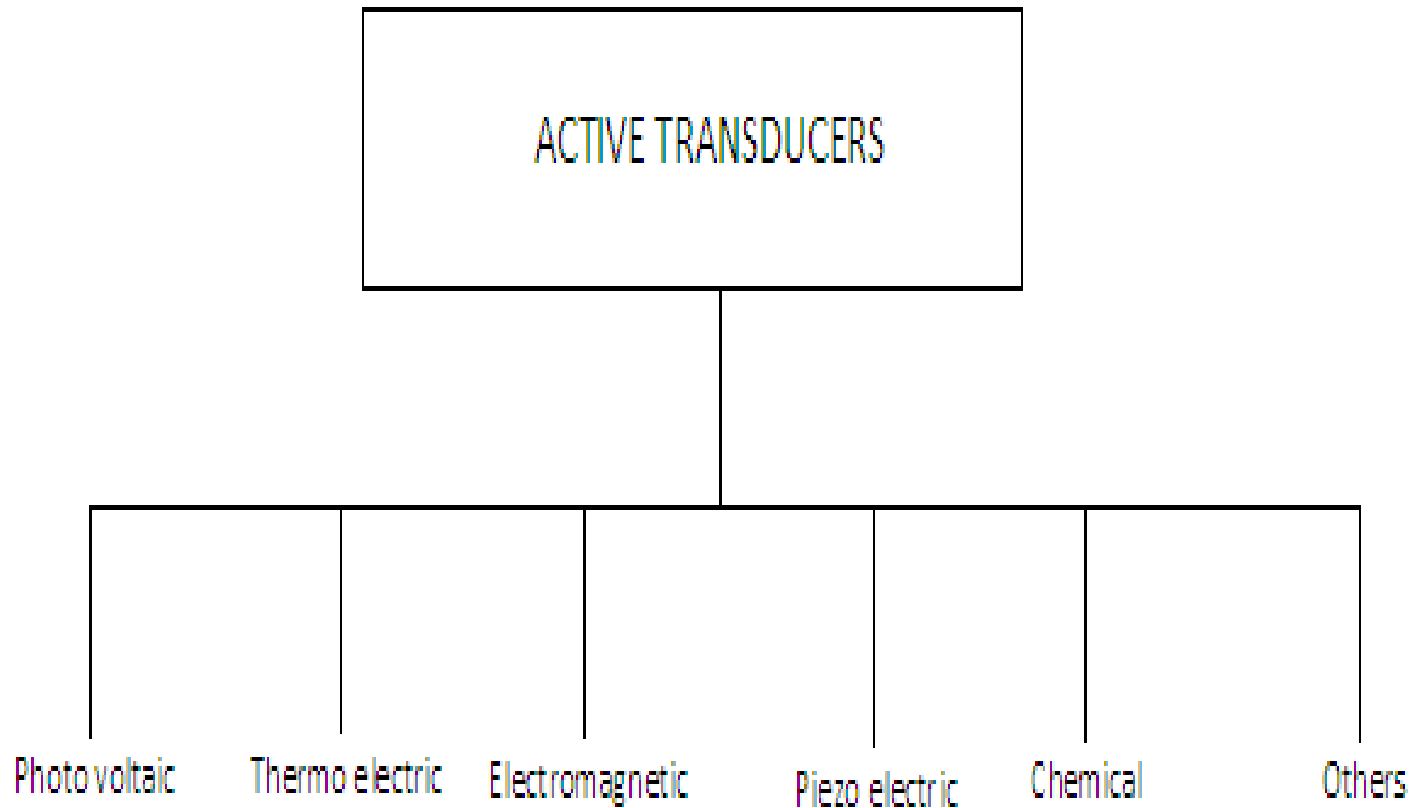 ACTIVE TRANSDUCERS
Photo voltaic
Thermo electric
Electromagnetic
Piezo electric
Chemical
Others